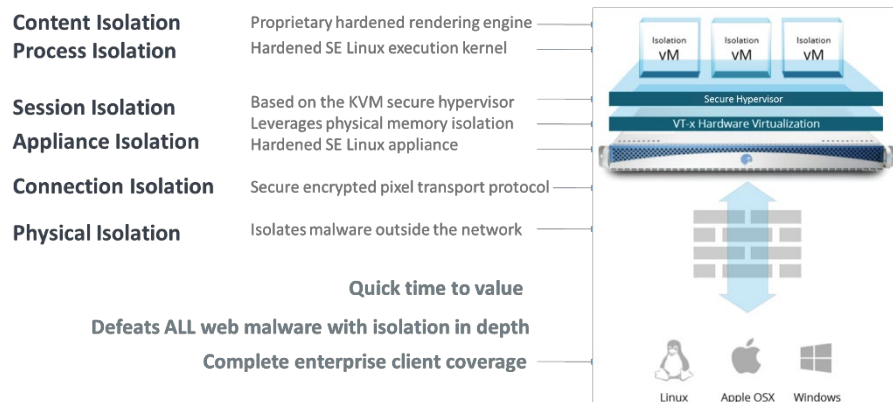 Content Isolation Proprietary hardened rendering engine
Process Isolation Hardened SE Linux execution kernel
Session Isolation Based on the KVM secure hypervisor
Leverages physical memory isolation
Appliance Isolation Hardened SE Linux appliance
Connection Isolation Secure encrypted pixel transport protocol
Physical Isolation Isolates malware outside the network
Quick time to value
Defeats ALL web malware with isolation in depth
Complete enterprise client coverage
Isolation Isolation Isolation
vM vM vM
Secure Hypervisor
VT-x Hardware Virtualization
Linux Apple OSX Windows